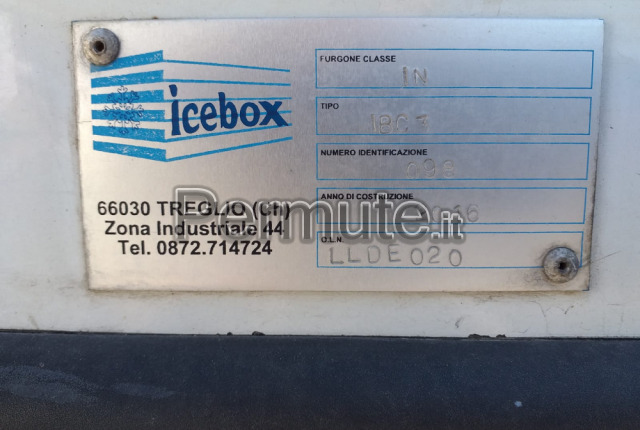 icebox
66030 TREGLIO (CH)
Zona Industriale 44
Tel. 0872.714724
FURGONE CLASSE
IN
TIPO
NUMERO IDENTIFICAZIONE
ANNO DI COSTRUZIONE
O.L.N.
LLDE020
Permute.it